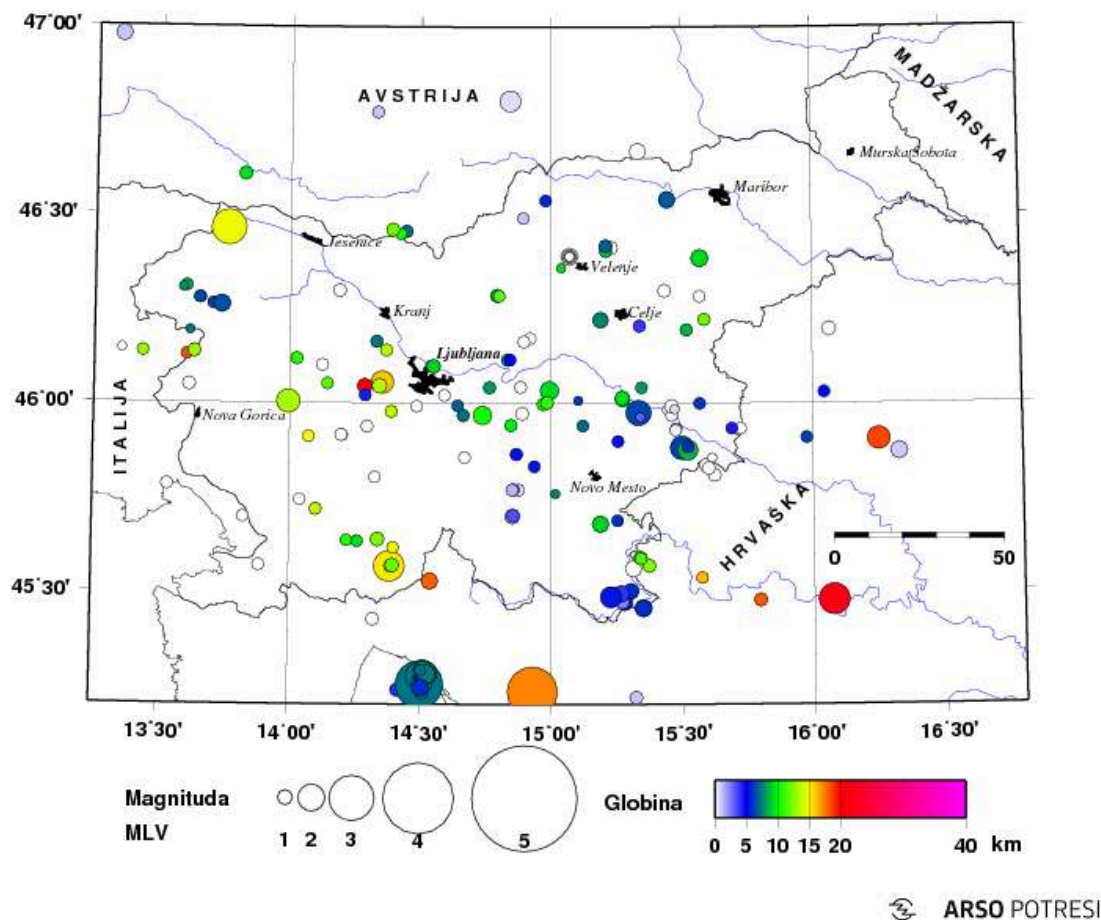 47˚00'
46˚30'
46˚00'
45˚30'
AVSTRIJA
MADŽARSKA
Murska Sobota
Maribor
Jesenice
Velenje
Kranj
Celje
Ljubljana
Nova Gorica
ITALIJA
Novo Mesto
HRVAŠKA
0 50
13˚30' 14˚00' 14˚30' 15˚00' 15˚30' 16˚00' 16˚30'
Magnituda
MLV
1 2 3 4 5
Globina
0 5 10 15 20 40 km
ARSO POTRESI